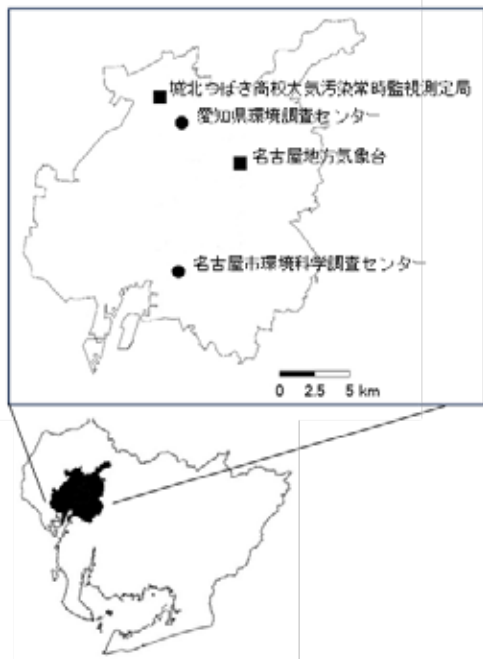 城北つばさ高校大気汚染常時監視測定局
愛知県環境調査センター
名古屋地方気象台
名古屋市環境科学調査センター
0 2.5 5 km